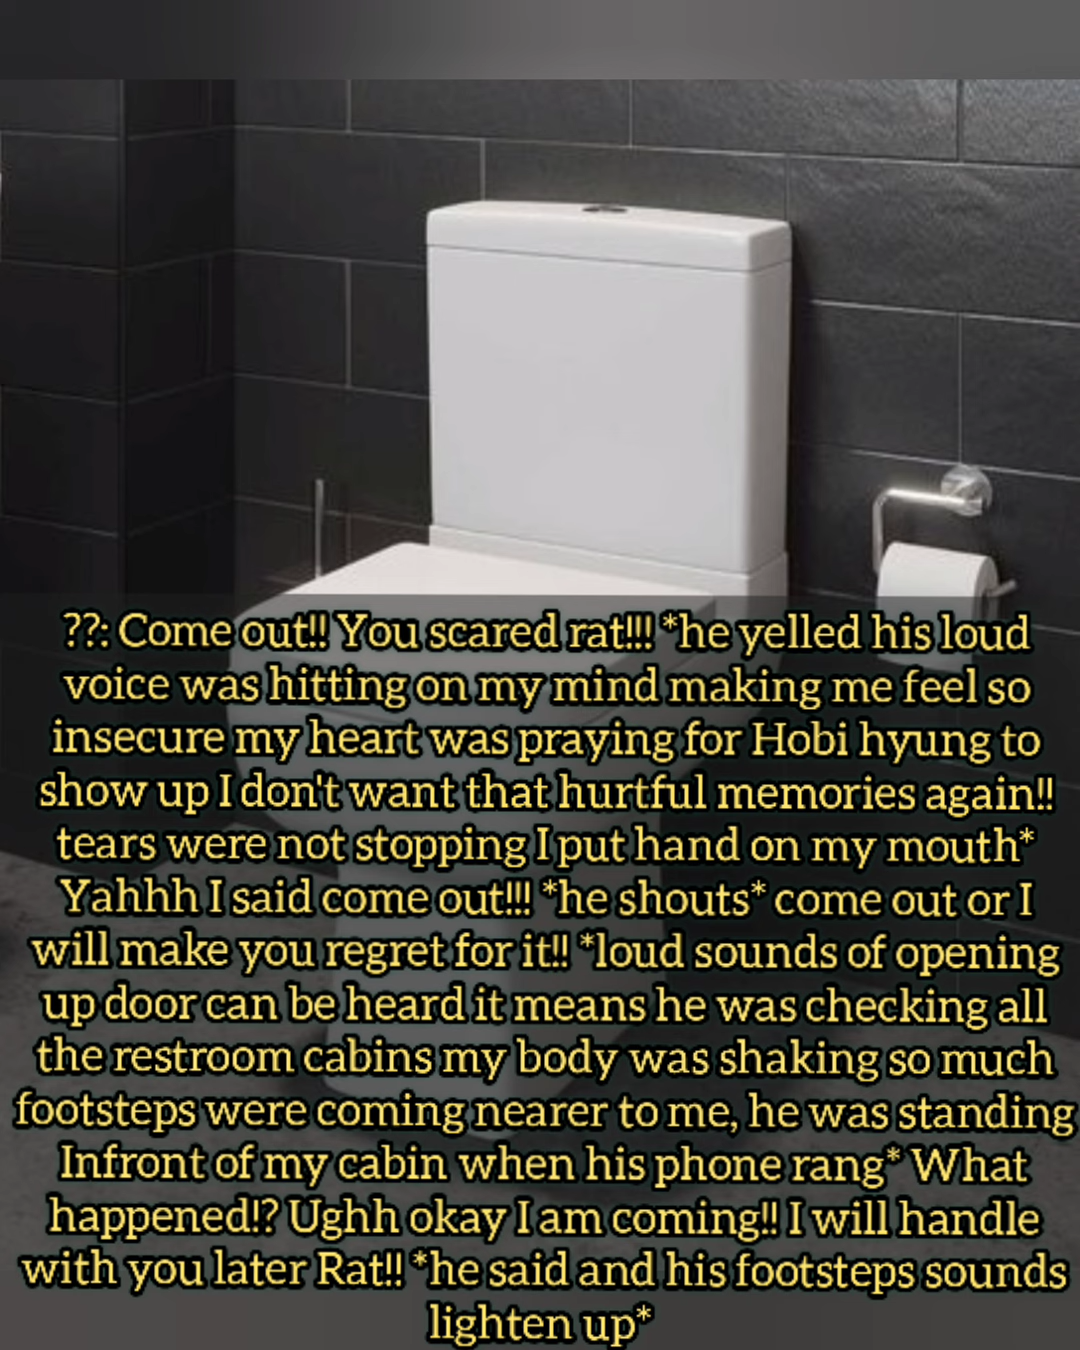 ??: Come out!! You scared rat!!! *he yelled his loud
voice was hitting on my mind making me feel so
insecure my heart was praying for Hobi hyung to
show up I don't want that hurtful memories again!!
tears were not stopping I put hand on my mouth*
Yahhh I said come out!!! *he shouts* come out or I
will make you regret for it!! *loud sounds of opening
up door can be heard it means he was checking all
the restroom cabins my body was shaking so much
footsteps were coming nearer to me, he was standing
Infront of my cabin when his phone rang* What
happened!? Ughh okay I am coming!! I will handle
with you later Rat!! *he said and his footsteps sounds
lighten up*